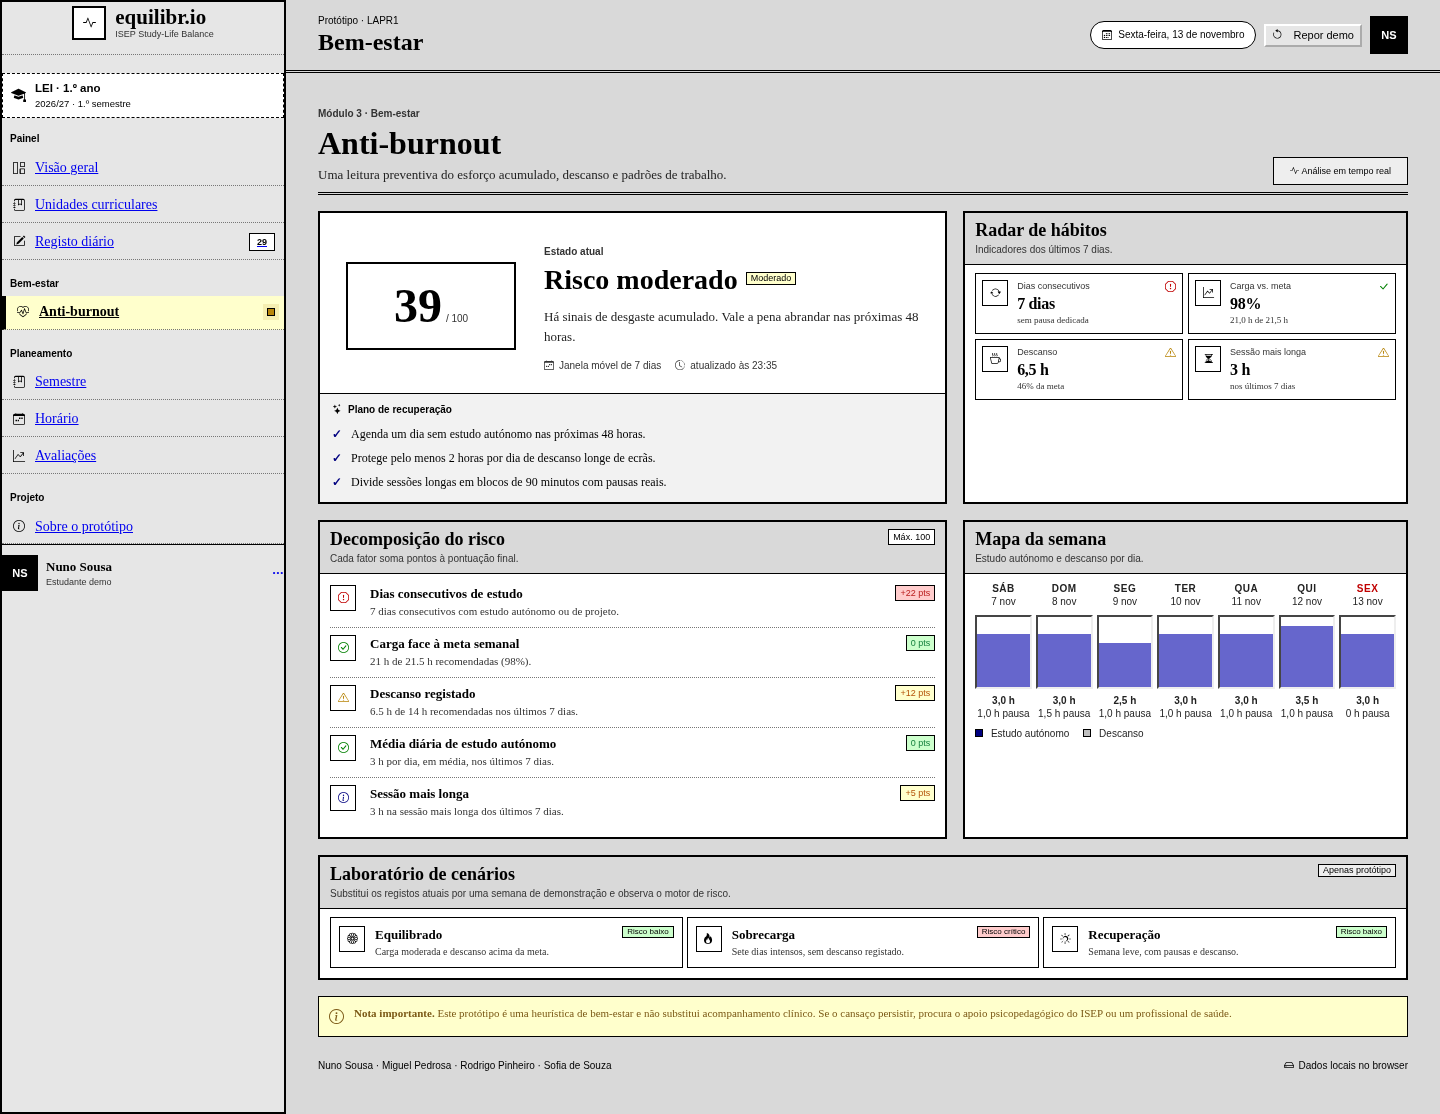 equilibr.io
ISEP Study-Life Balance
LEI · 1.º ano
2026/27 · 1.º semestre
Painel
Visão geral
Unidades curriculares
Registo diário 29
Bem-estar
Anti-burnout
Planeamento
Semestre
Horário
Avaliações
Projeto
Sobre o protótipo
NS
Nuno Sousa
Estudante demo
...
Protótipo · LAPR1
Bem-estar
Sexta-feira, 13 de novembro
Repor demo
NS
Módulo 3 · Bem-estar
Anti-burnout
Uma leitura preventiva do esforço acumulado, descanso e padrões de trabalho.
Análise em tempo real
39 / 100
Estado atual
Risco moderado Moderado
Há sinais de desgaste acumulado. Vale a pena abrandar nas próximas 48
horas.
Janela móvel de 7 dias atualizado às 23:35
Plano de recuperação
✓ Agenda um dia sem estudo autónomo nas próximas 48 horas.
✓ Protege pelo menos 2 horas por dia de descanso longe de ecrãs.
✓ Divide sessões longas em blocos de 90 minutos com pausas reais.
Radar de hábitos
Indicadores dos últimos 7 dias.
Dias consecutivos
7 dias
sem pausa dedicada
Carga vs. meta
98%
21,0 h de 21,5 h
Descanso
6,5 h
46% da meta
Sessão mais longa
3 h
nos últimos 7 dias
Decomposição do risco
Cada fator soma pontos à pontuação final.
Máx. 100
Dias consecutivos de estudo
7 dias consecutivos com estudo autónomo ou de projeto.
+22 pts
Carga face à meta semanal
21 h de 21.5 h recomendadas (98%).
0 pts
Descanso registado
6.5 h de 14 h recomendadas nos últimos 7 dias.
+12 pts
Média diária de estudo autónomo
3 h por dia, em média, nos últimos 7 dias.
0 pts
Sessão mais longa
3 h na sessão mais longa dos últimos 7 dias.
+5 pts
Mapa da semana
Estudo autónomo e descanso por dia.
SÁB DOM SEG TER QUA QUI SEX
7 nov 8 nov 9 nov 10 nov 11 nov 12 nov 13 nov
3,0 h 3,0 h 2,5 h 3,0 h 3,0 h 3,5 h 3,0 h
1,0 h pausa 1,5 h pausa 1,0 h pausa 1,0 h pausa 1,0 h pausa 1,0 h pausa 0 h pausa
Estudo autónomo Descanso
Laboratório de cenários
Substitui os registos atuais por uma semana de demonstração e observa o motor de risco.
Apenas protótipo
Equilibrado
Carga moderada e descanso acima da meta.
Risco baixo
Sobrecarga
Sete dias intensos, sem descanso registado.
Risco crítico
Recuperação
Semana leve, com pausas e descanso.
Risco baixo
Nota importante. Este protótipo é uma heurística de bem-estar e não substitui acompanhamento clínico. Se o cansaço persistir, procura o apoio psicopedagógico do ISEP ou um profissional de saúde.
Nuno Sousa · Miguel Pedrosa · Rodrigo Pinheiro · Sofia de Souza
Dados locais no browser